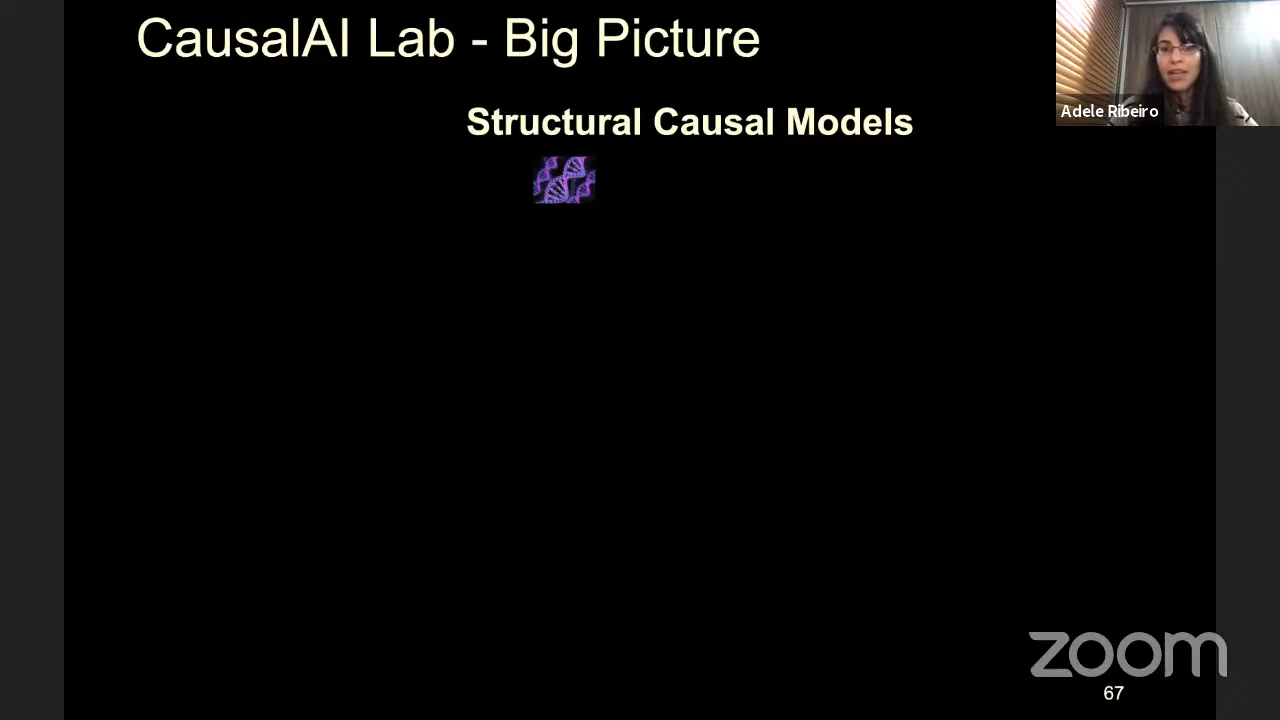 CausalAI Lab - Big Picture
Structural Causal Models
Adele Ribeiro
zoom
67